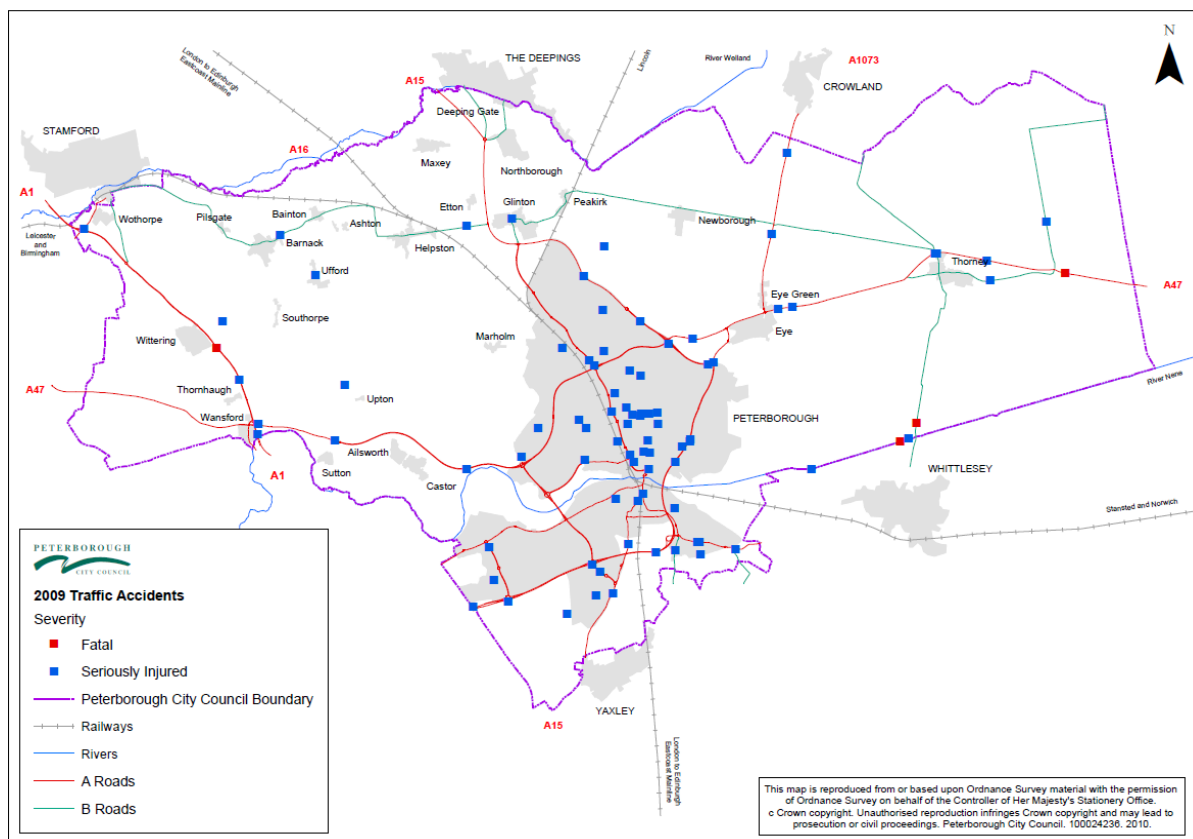 N
London to Edinburgh
Eastcoast Mainline
THE DEEPINGS
Lincoln
River Welland
A1073
CROWLAND
A15
Deeping Gate
STAMFORD
A16
Maxey
Northborough
A1
Wothorpe
Pilsgate
Bainton
Ashton
Barnack
Etton
Glinton
Peakirk
Newborough
Helpston
Leicester
and
Birmingham
Ufford
Thorney
A47
Southorpe
Eye Green
Eye
Wittering
Marholm
A47
Thornhaugh
Upton
River Nene
Wansford
PETERBOROUGH
Ailsworth
Sutton
Castor
A1
WHITTLESEY
Stansted and Norwich
YAXLEY
A15
London to Edinburgh
Eastcoast Mainline
PETERBOROUGH
CITY COUNCIL
2009 Traffic Accidents
Severity
Fatal
Seriously Injured
Peterborough City Council Boundary
Railways
Rivers
A Roads
B Roads
This map is reproduced from or based upon Ordnance Survey material with the permission
of Ordnance Survey on behalf of the Controller of Her Majesty's Stationery Office.
c Crown copyright. Unauthorised reproduction infringes Crown copyright and may lead to
prosecution or civil proceedings. Peterborough City Council. 100024236. 2010.